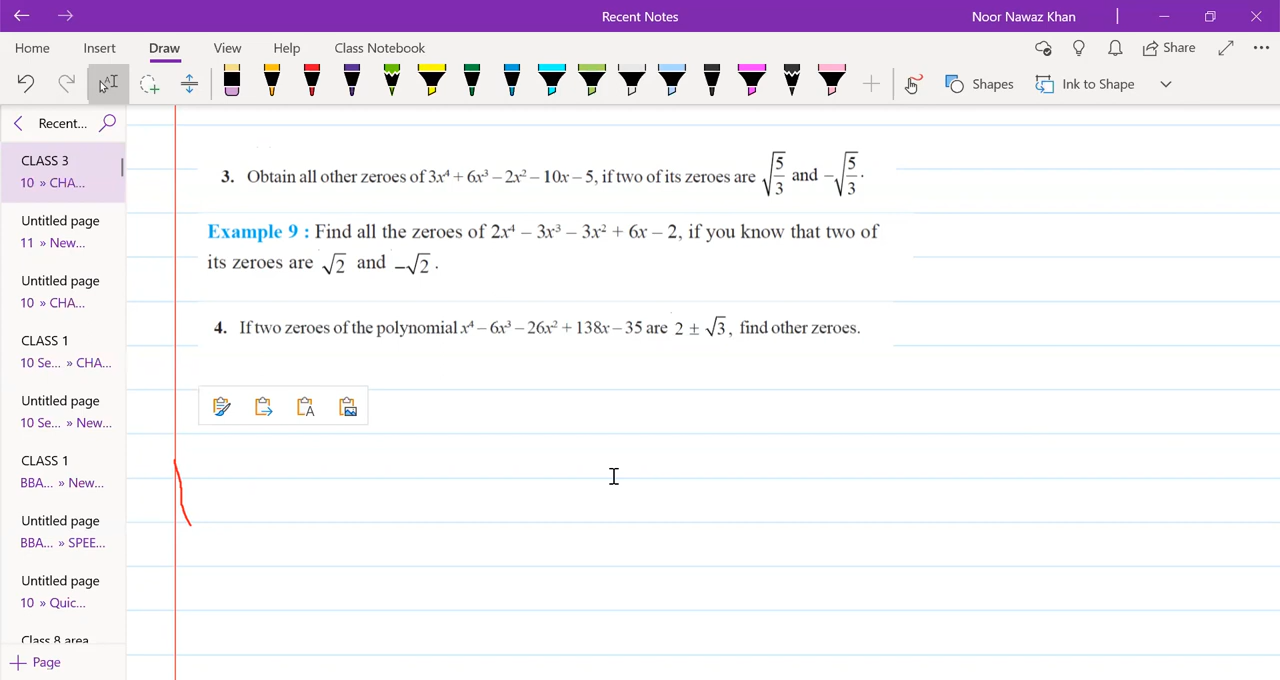 Recent Notes
Noor Nawaz Khan
Home Insert Draw View Help Class Notebook
Share
Shapes
Ink to Shape
Recent...
CLASS 3
10 » CHA...
Untitled page
11 » New...
Untitled page
10 » CHA...
CLASS 1
10 Se... » CHA...
Untitled page
10 Se... » New...
CLASS 1
BBA... » New...
Untitled page
BBA... » SPEE...
Untitled page
10 » Quic...
Class 8 area
Page
3. Obtain all other zeroes of 3x⁴ + 6x³ – 2x² – 10x – 5, if two of its zeroes are √(5/3) and –√(5/3).
Example 9 : Find all the zeroes of 2x⁴ – 3x³ – 3x² + 6x – 2, if you know that two of
its zeroes are √2 and –√2.
4. If two zeroes of the polynomial x⁴ – 6x³ – 26x² + 138x – 35 are 2 ± √3, find other zeroes.